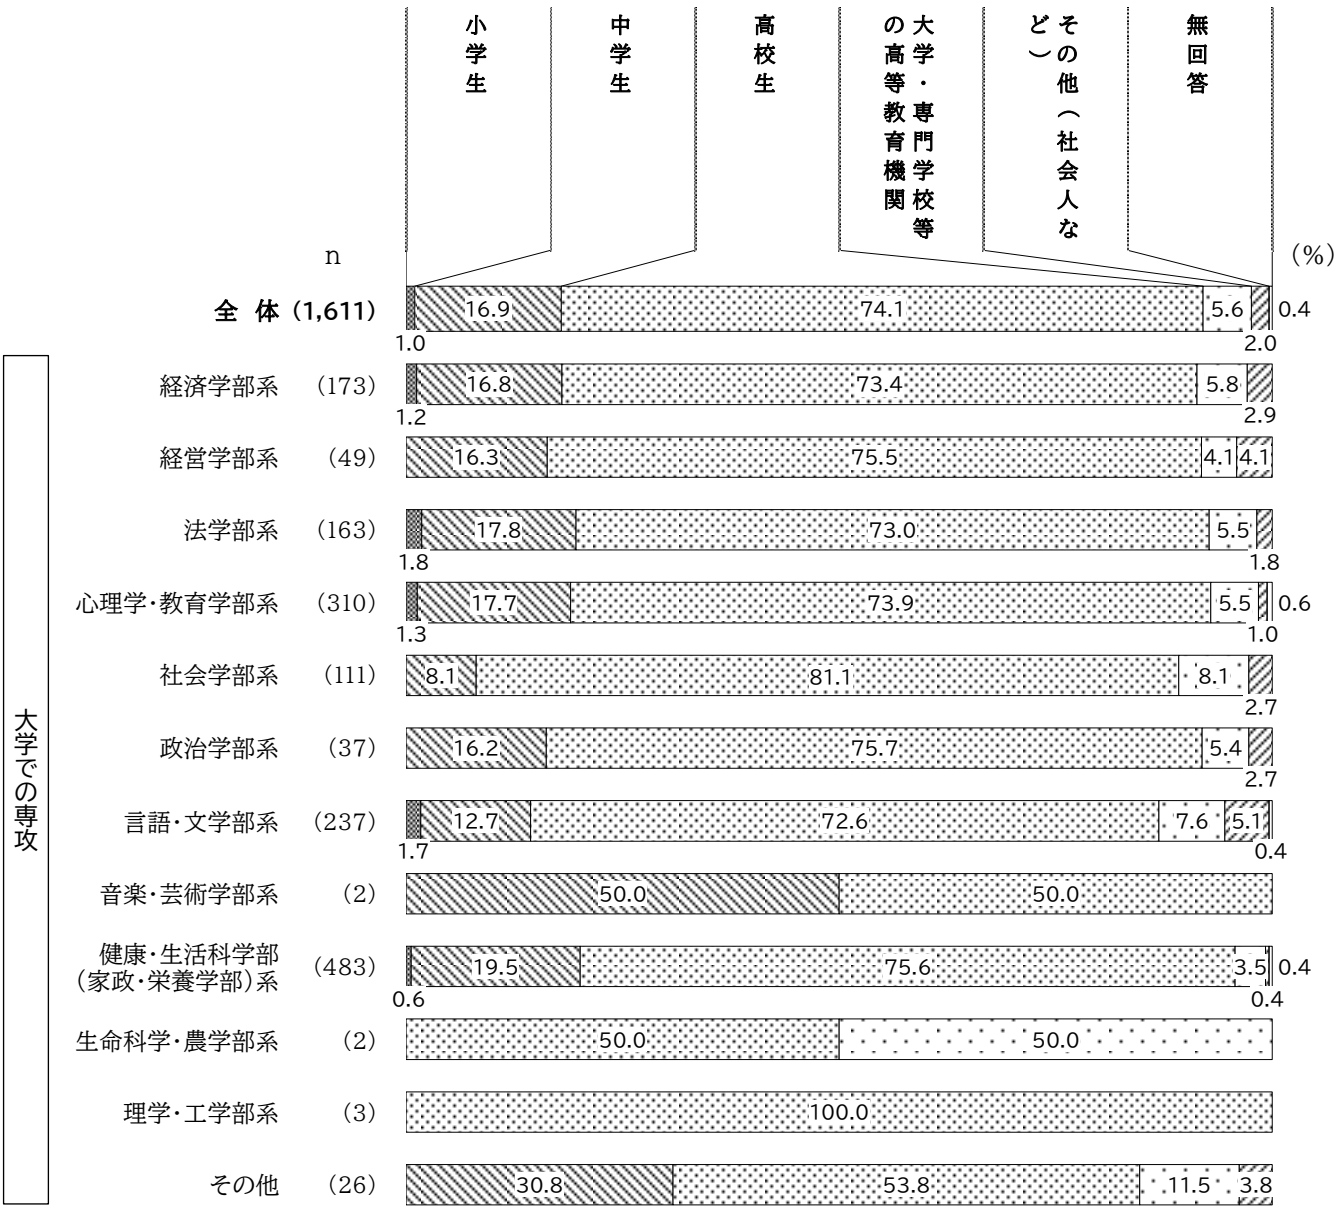 小学生
中学生
高校生
大学・専門学校等
の高等教育機関
その他（社会人な
ど）
無回答
n
(%)
全 体 (1,611)
16.9
74.1
5.6
0.4
1.0
2.0
経済学部系 (173)
16.8
73.4
5.8
1.2
2.9
経営学部系 (49)
16.3
75.5
4.1
4.1
法学部系 (163)
17.8
73.0
5.5
1.8
1.8
心理学・教育学部系 (310)
17.7
73.9
5.5
0.6
1.3
1.0
社会学部系 (111)
8.1
81.1
8.1
2.7
政治学部系 (37)
16.2
75.7
5.4
2.7
言語・文学部系 (237)
12.7
72.6
7.6
5.1
1.7
0.4
音楽・芸術学部系 (2)
50.0
50.0
健康・生活科学部
(家政・栄養学部)系 (483)
19.5
75.6
3.5
0.4
0.6
0.4
生命科学・農学部系 (2)
50.0
50.0
理学・工学部系 (3)
100.0
その他 (26)
30.8
53.8
11.5
3.8
大学での専攻